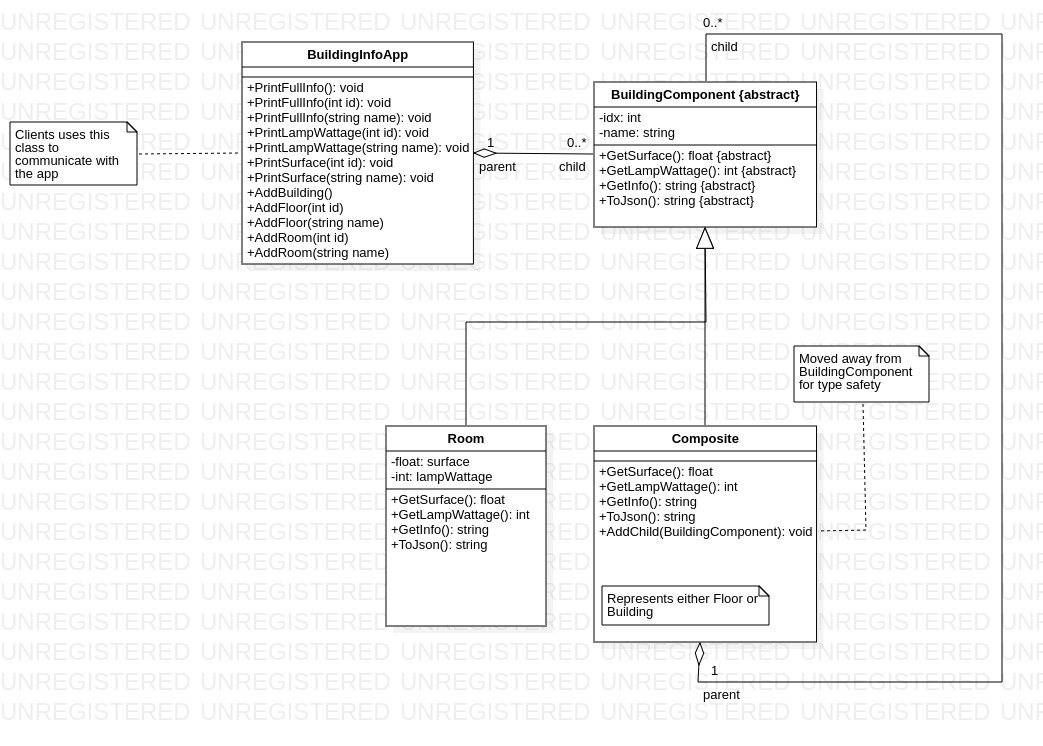 BuildingInfoApp
+PrintFullInfo(): void
+PrintFullInfo(int id): void
+PrintFullInfo(string name): void
+PrintLampWattage(int id): void
+PrintLampWattage(string name): void
+PrintSurface(int id): void
+PrintSurface(string name): void
+AddBuilding()
+AddFloor(int id)
+AddFloor(string name)
+AddRoom(int id)
+AddRoom(string name)
Clients uses this
class to
communicate with
the app
1
parent
0..*
child
0..*
child
BuildingComponent {abstract}
-idx: int
-name: string
+GetSurface(): float {abstract}
+GetLampWattage(): int {abstract}
+GetInfo(): string {abstract}
+ToJson(): string {abstract}
Moved away from
BuildingComponent
for type safety
Room
-float: surface
-int: lampWattage
+GetSurface(): float
+GetLampWattage(): int
+GetInfo(): string
+ToJson(): string
Composite
+GetSurface(): float
+GetLampWattage(): int
+GetInfo(): string
+ToJson(): string
+AddChild(BuildingComponent): void
Represents either Floor or
Building
1
parent
UNREGISTERED